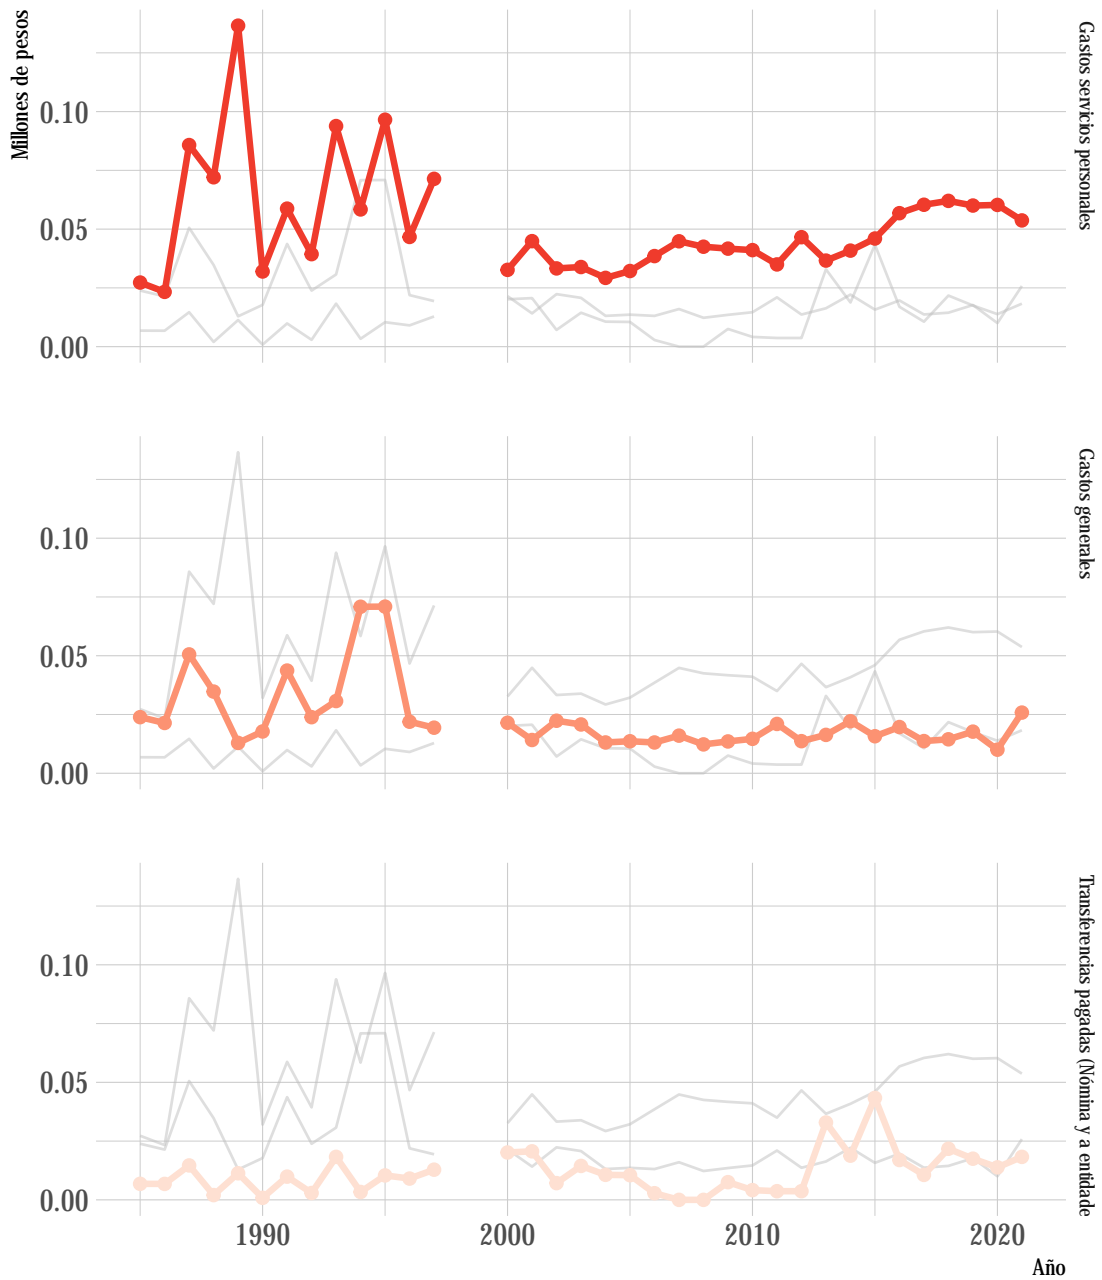 Millones de pesos
Gastos servicios personales
0.10
0.05
0.00
Gastos generales
0.10
0.05
0.00
Transferencias pagadas (Nómina y a entidade
0.10
0.05
0.00
1990
2000
2010
2020
Año